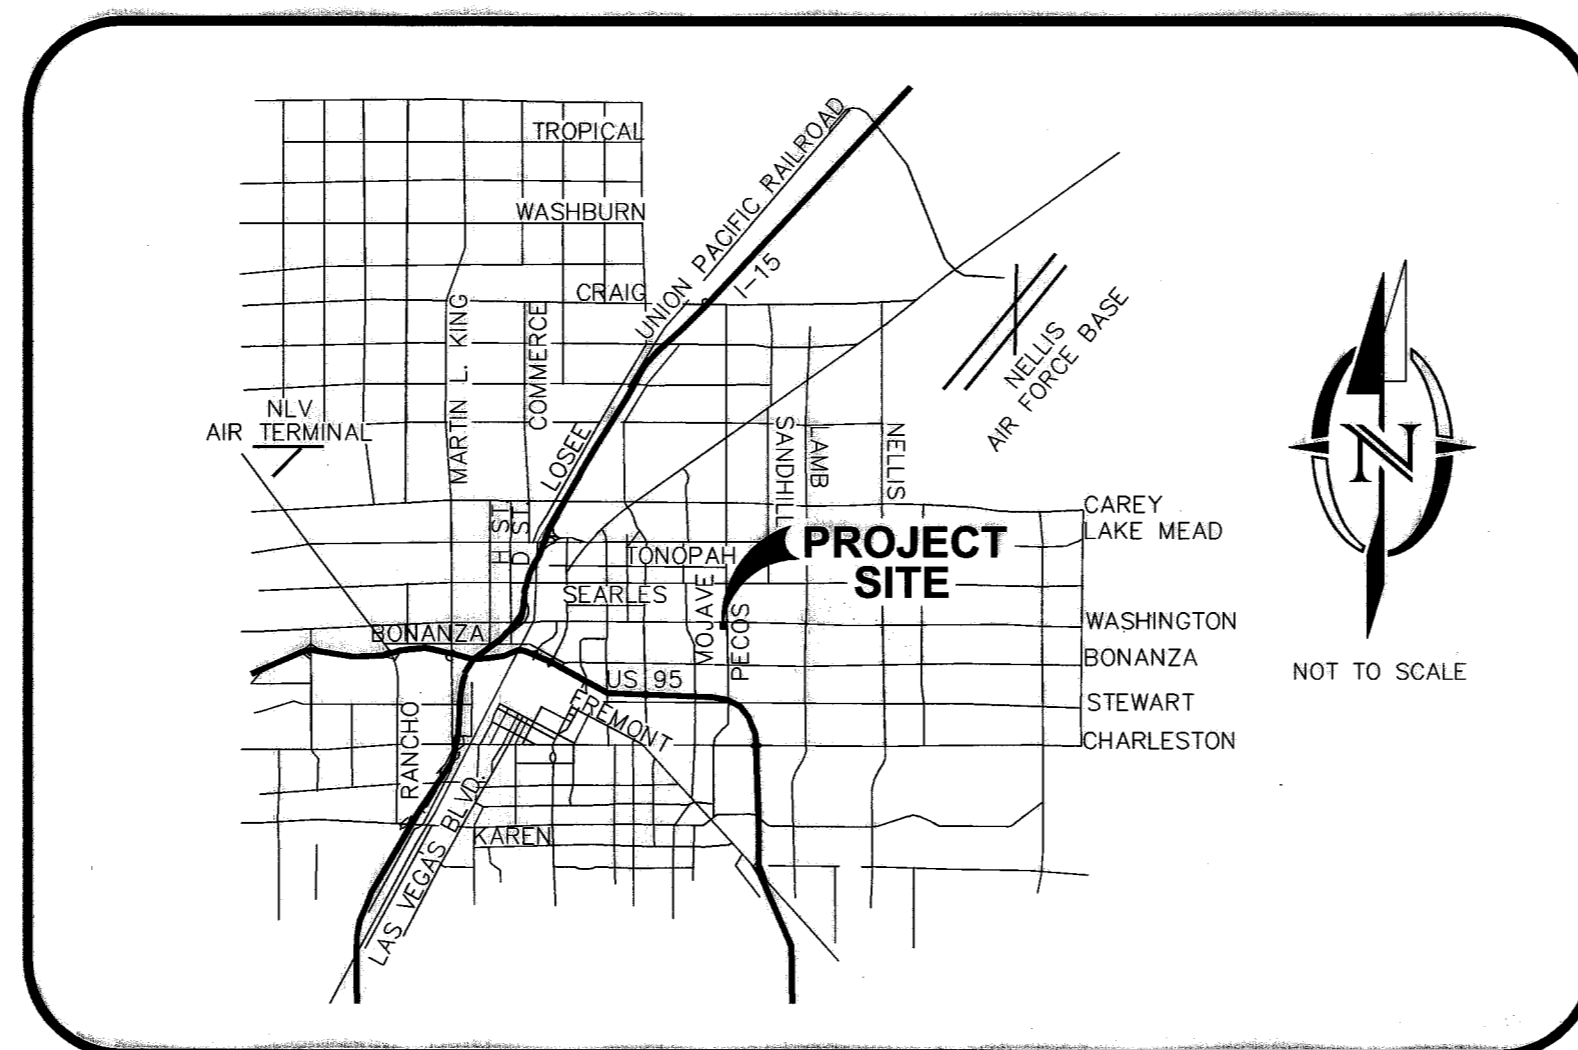 TROPICAL
WASHBURN
CRAIG
UNION PACIFIC RAILROAD
I-15
MARTIN L. KING
COMMERCE
NLV
AIR TERMINAL
LOSEE
NELLIS
AIR FORCE BASE
SANDHILL
LAMB
NELLIS
N
H ST.
D ST.
CAREY
LAKE MEAD
TONOPAH
PROJECT
SITE
SEARLES
MOJAVE
PECOS
WASHINGTON
BONANZA
BONANZA
US 95
STEWART
FREMONT
CHARLESTON
RANCHO
LAS VEGAS BLVD.
KAREN
NOT TO SCALE